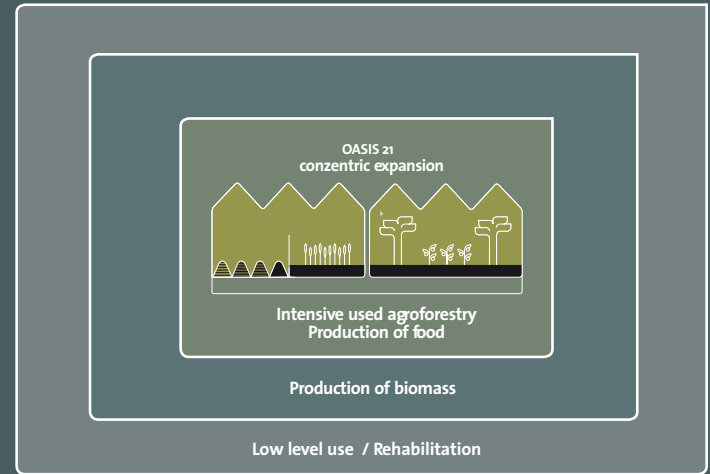 OASIS 21
conzentric expansion
Intensive used agroforestry
Production of food
Production of biomass
Low level use / Rehabilitation